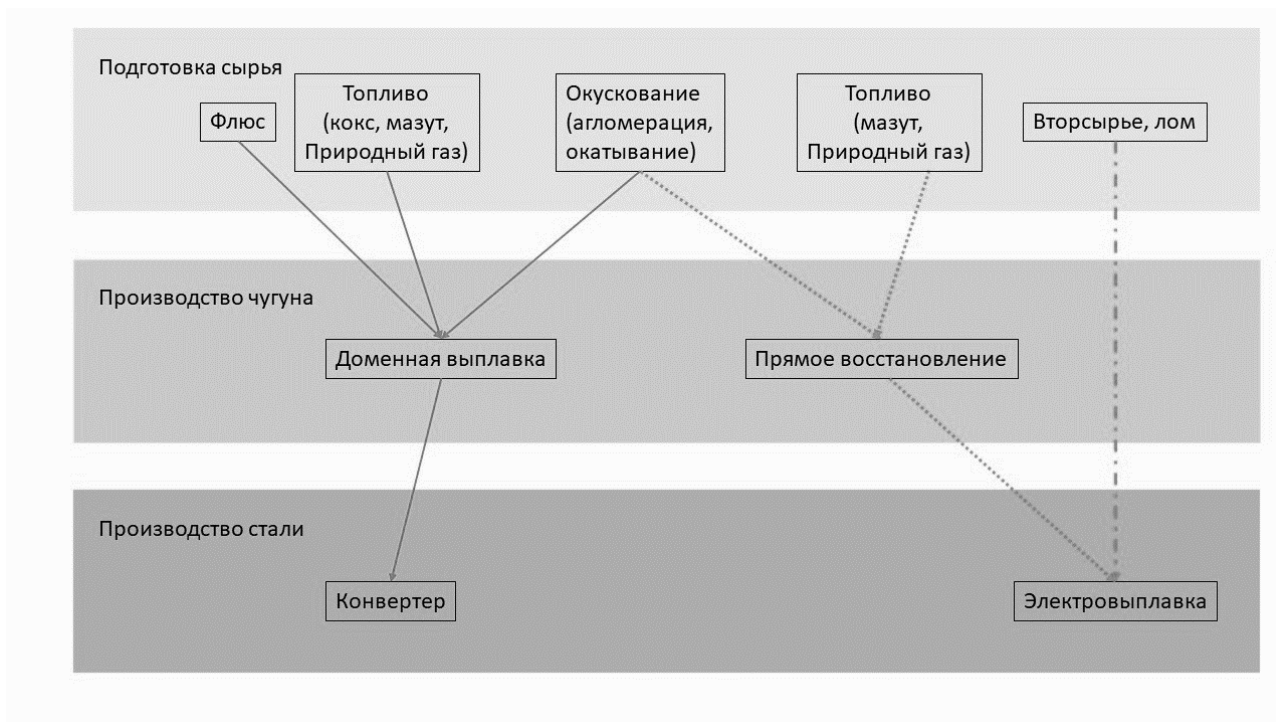 Подготовка сырья
Флюс
Топливо
(кокс, мазут,
Природный газ)
Окускование
(агломерация,
окатывание)
Топливо
(мазут,
Природный газ)
Вторсырье, лом
Производство чугуна
Доменная выплавка
Прямое восстановление
Производство стали
Конвертер
Электровыплавка